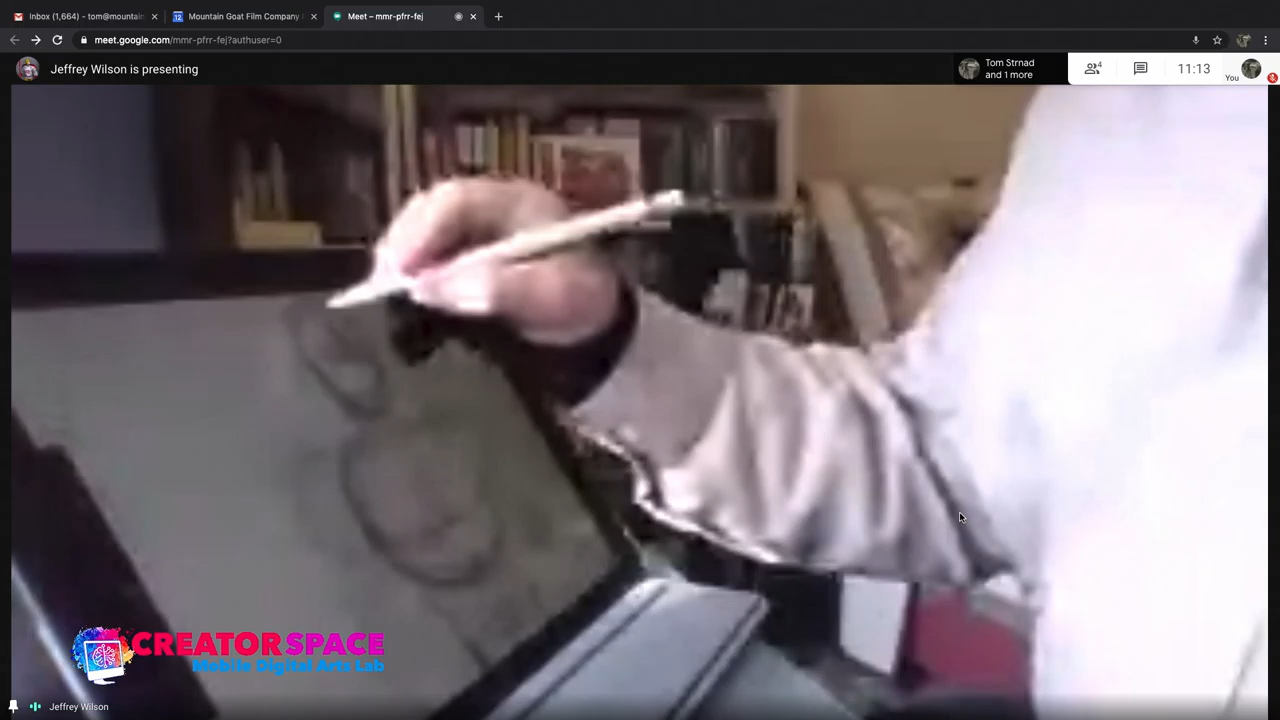 Inbox (1,664) - tom@mountain
Mountain Goat Film Company
Meet – mmr-pfrr-fej
meet.google.com/mmr-pfrr-fej?authuser=0
Jeffrey Wilson is presenting
Tom Strnad
and 1 more
4
11:13
You
CREATORSPACE
Mobile Digital Arts Lab
Jeffrey Wilson